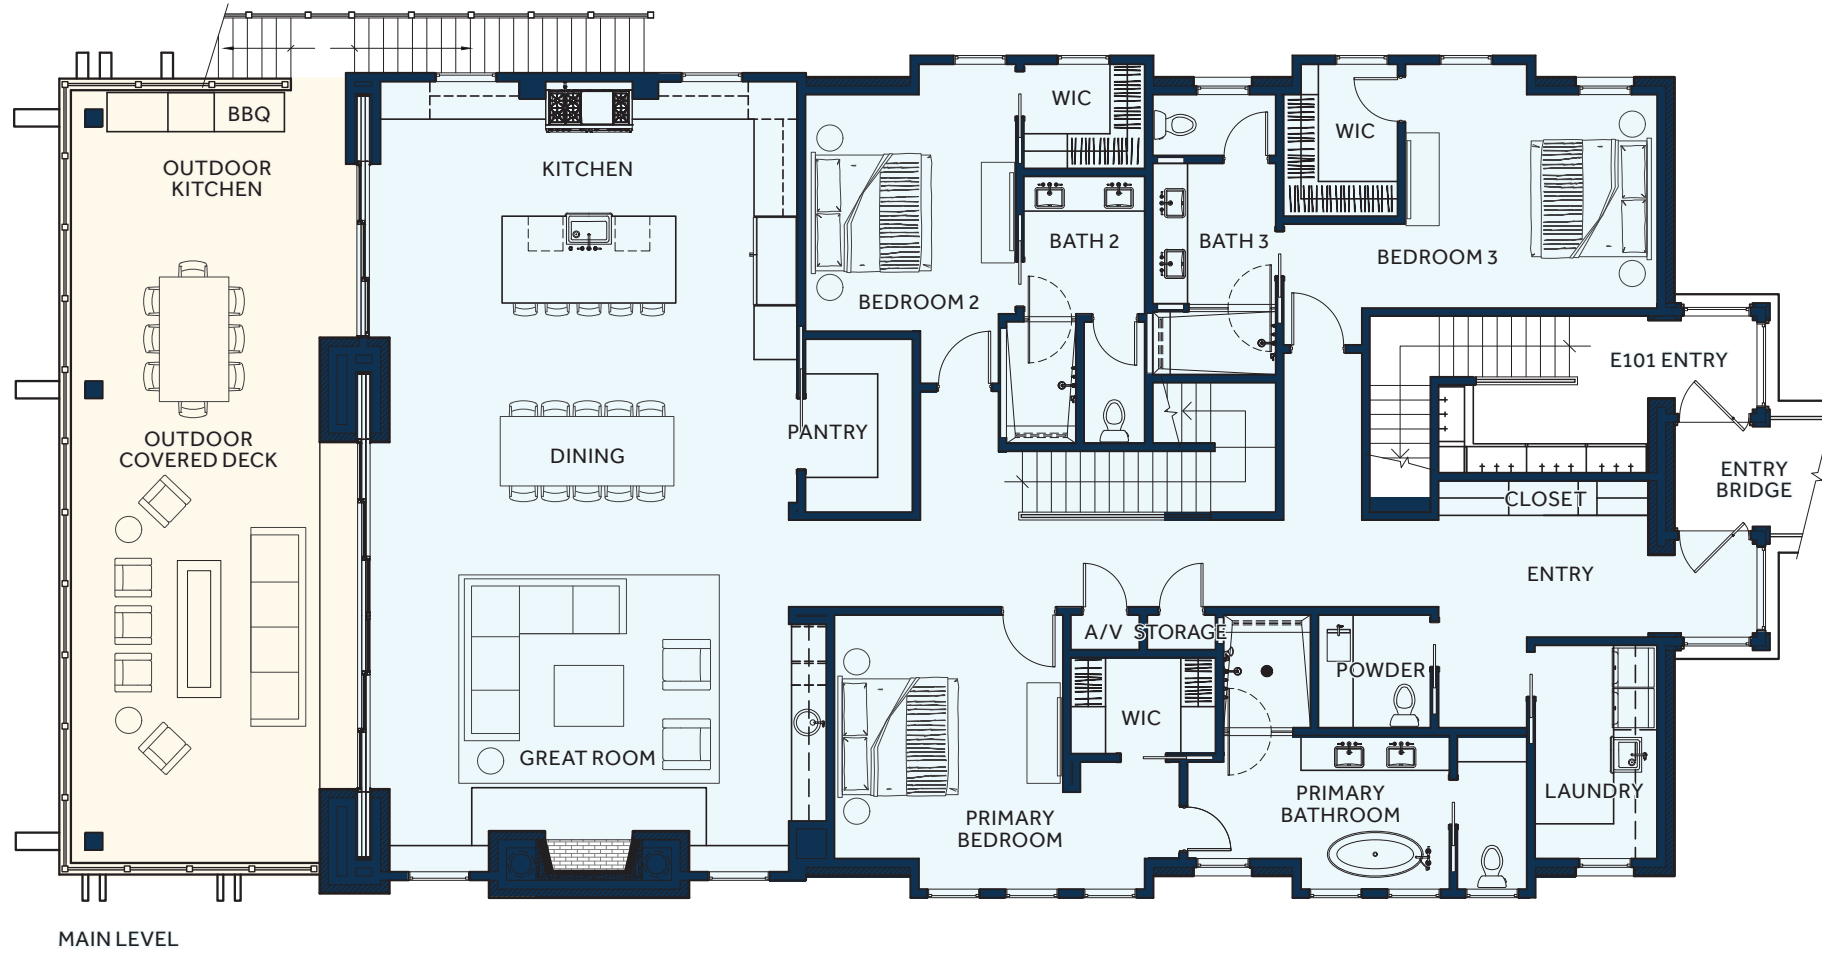 BBQ
OUTDOOR
KITCHEN
OUTDOOR
COVERED DECK
KITCHEN
DINING
PANTRY
GREAT ROOM
WIC
BEDROOM 2
BATH 2
BATH 3
WIC
BEDROOM 3
E101 ENTRY
ENTRY
BRIDGE
CLOSET
ENTRY
A/V
STORAGE
WIC
POWDER
PRIMARY
BEDROOM
PRIMARY
BATHROOM
LAUNDRY
MAIN LEVEL